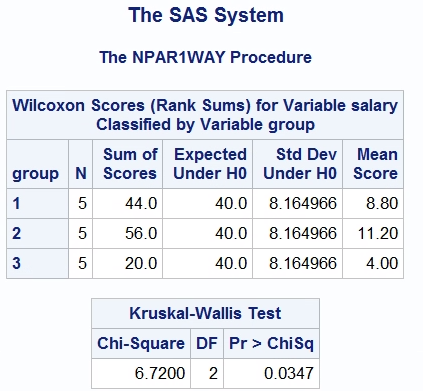 The SAS System
The NPAR1WAY Procedure
Wilcoxon Scores (Rank Sums) for Variable salary
Classified by Variable group
group N Sum of Scores Expected Under H0 Std Dev Under H0 Mean Score
1 5 44.0 40.0 8.164966 8.80
2 5 56.0 40.0 8.164966 11.20
3 5 20.0 40.0 8.164966 4.00
Kruskal-Wallis Test
Chi-Square DF Pr > ChiSq
6.7200 2 0.0347